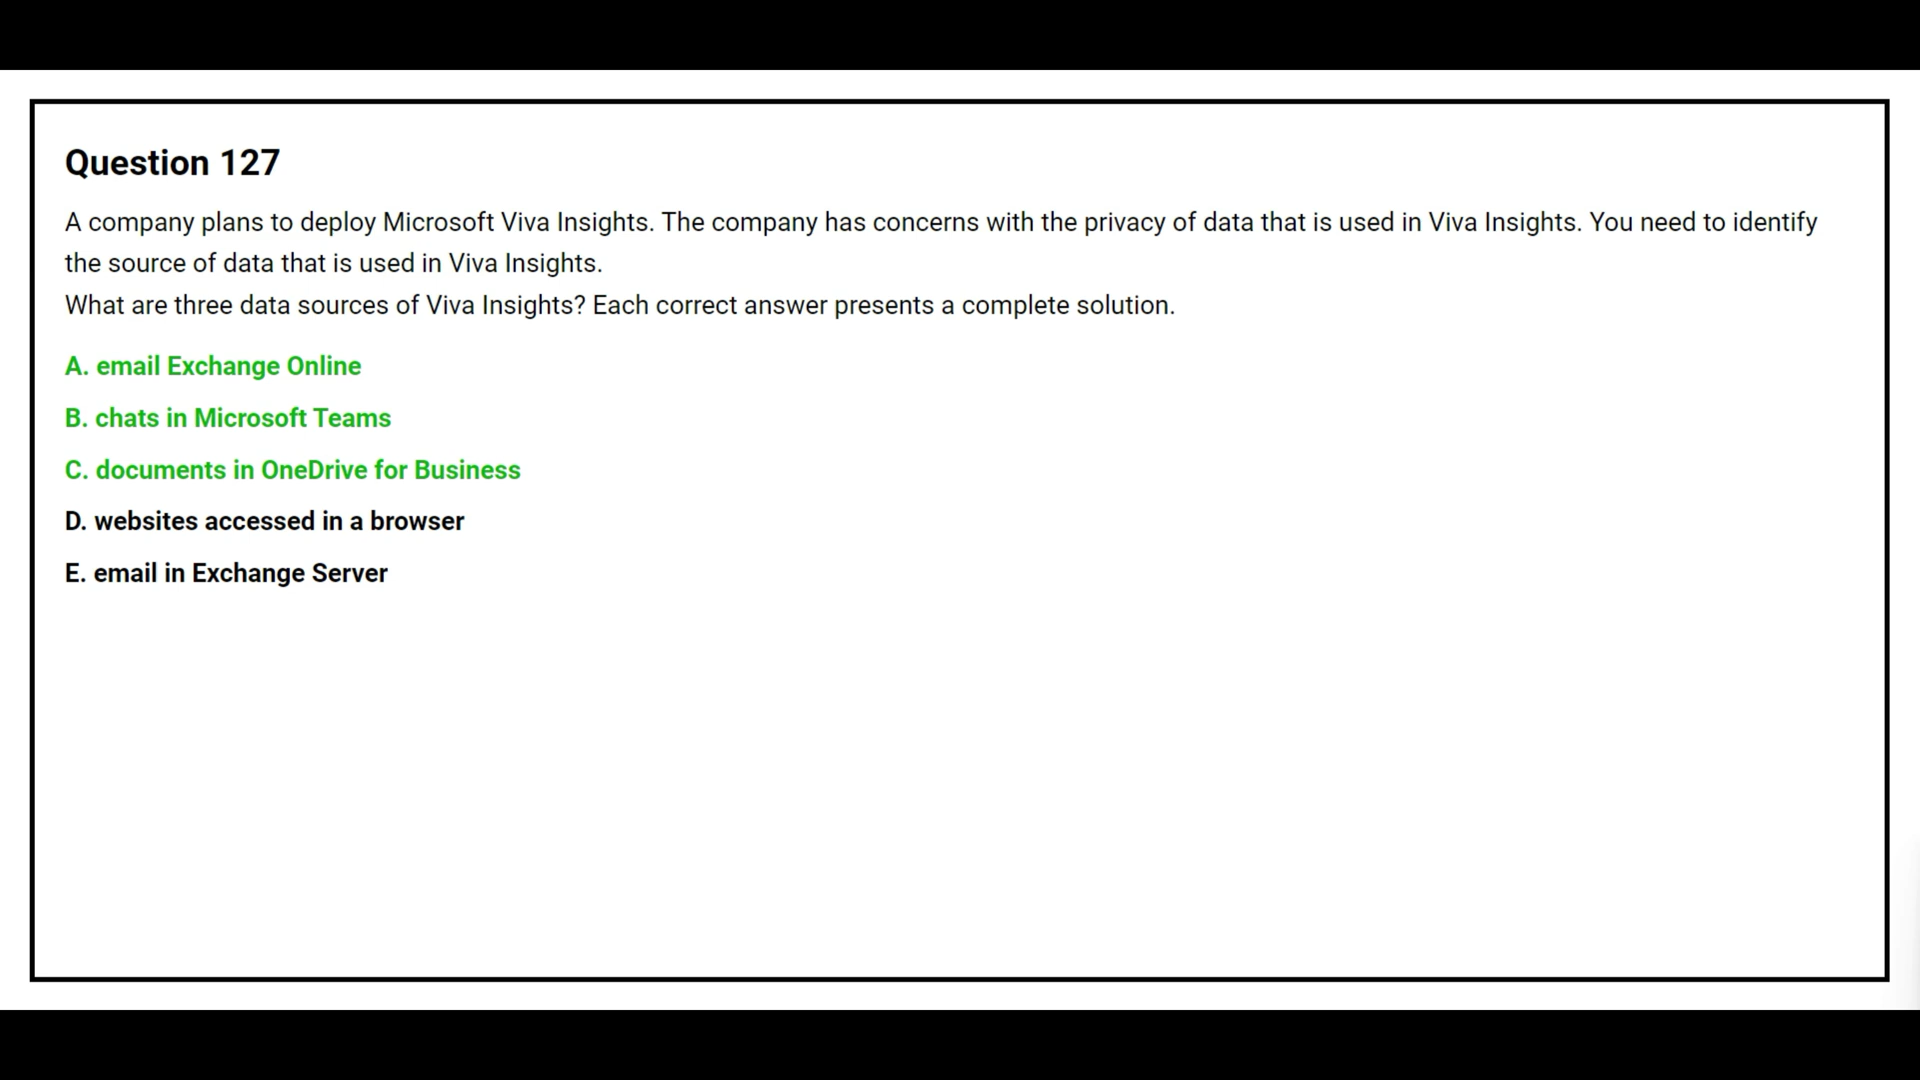 Question 127
A company plans to deploy Microsoft Viva Insights. The company has concerns with the privacy of data that is used in Viva Insights. You need to identify
the source of data that is used in Viva Insights.
What are three data sources of Viva Insights? Each correct answer presents a complete solution.
A. email Exchange Online
B. chats in Microsoft Teams
C. documents in OneDrive for Business
D. websites accessed in a browser
E. email in Exchange Server